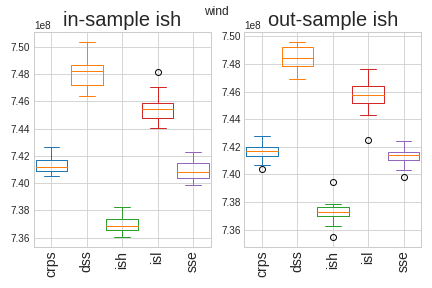 wind
in-sample ish
out-sample ish
1e8
1e8
7.50
7.48
7.46
7.44
7.42
7.40
7.38
7.36
7.50
7.48
7.46
7.44
7.42
7.40
7.38
7.36
crps
dss
ish
isl
sse
crps
dss
ish
isl
sse